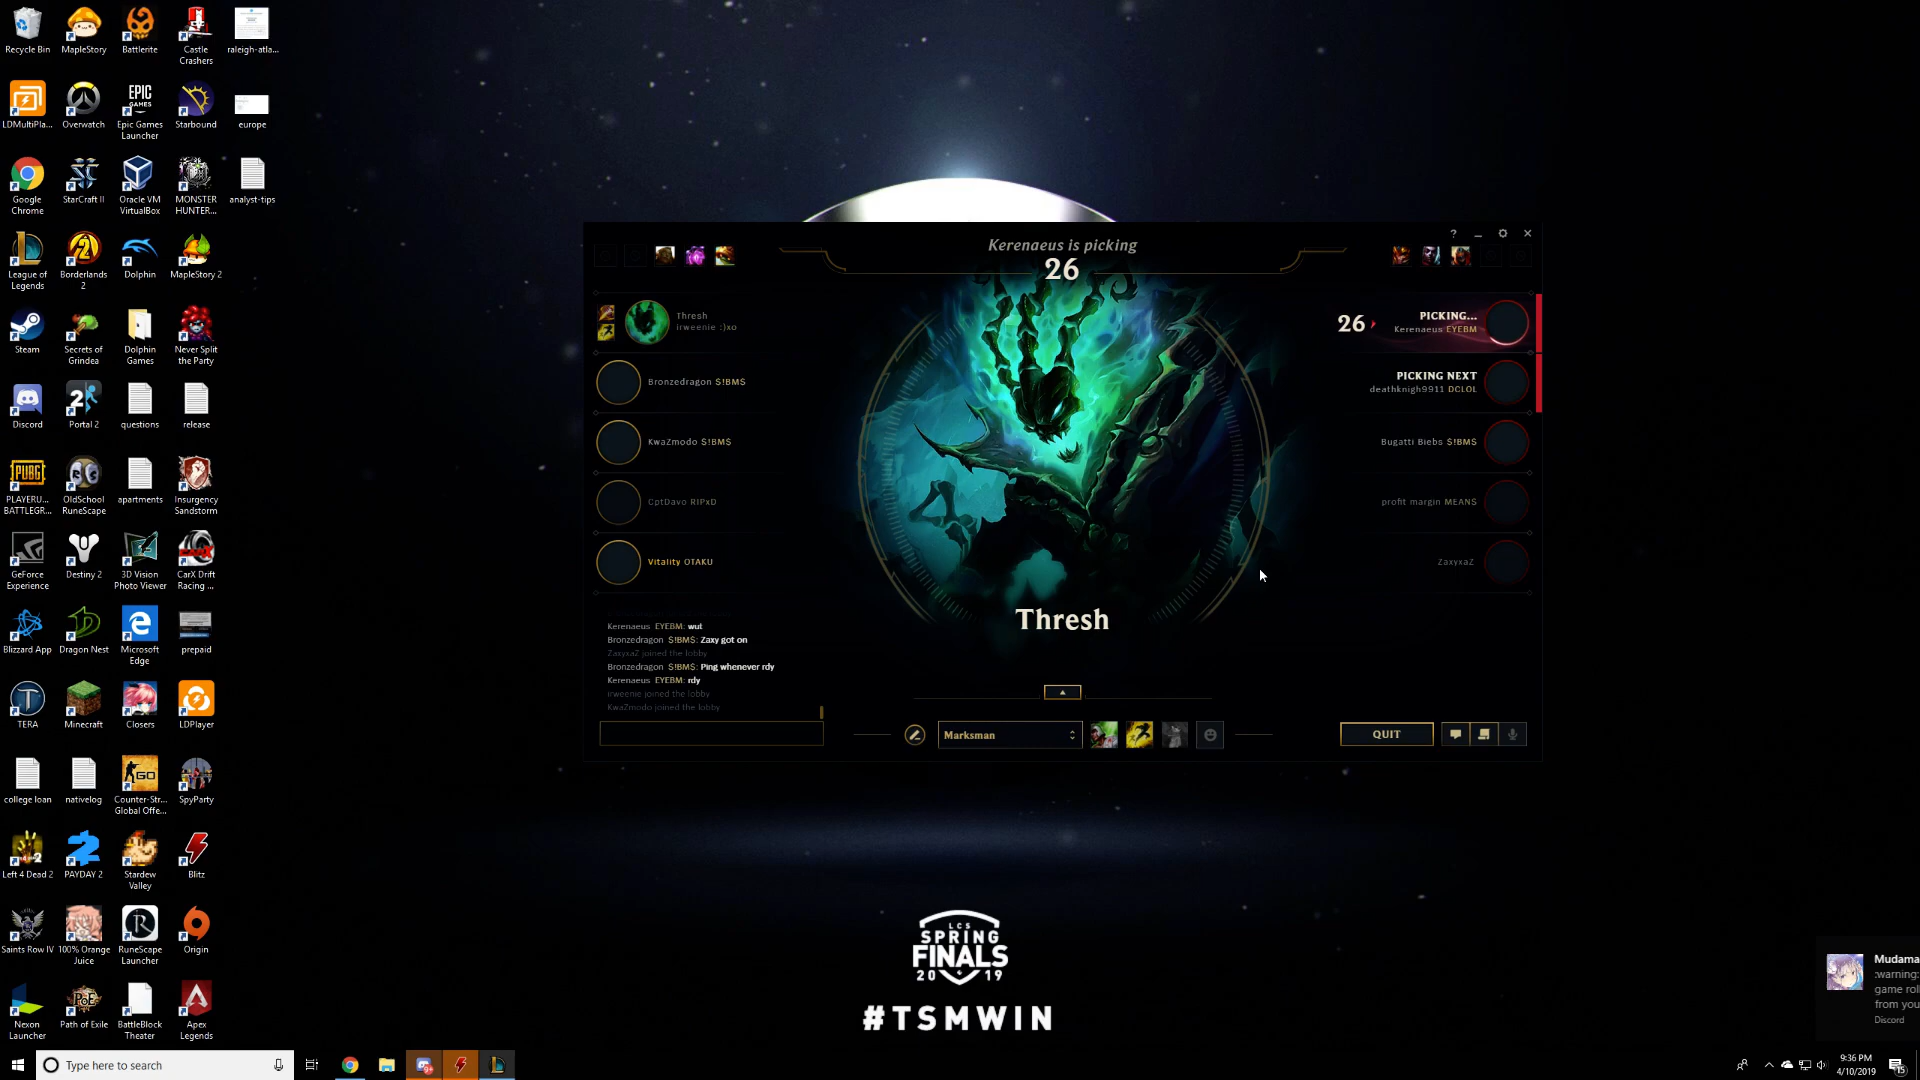 Recycle Bin
MapleStory
Battlerite
Castle
Crashers
raleigh-atla...
LDMultiPla...
Overwatch
EPIC
GAMES
Epic Games
Launcher
Starbound
europe
Google
Chrome
StarCraft II
Oracle VM
VirtualBox
MONSTER
HUNTER...
analyst-tips
League of
Legends
Borderlands
2
Dolphin
MapleStory 2
Steam
Secrets of
Grindea
Dolphin
Games
Never Split
the Party
Discord
Portal 2
questions
release
PUBG
PLAYERU...
BATTLEGR...
OldSchool
RuneScape
apartments
Insurgency
Sandstorm
GeForce
Experience
Destiny 2
3D Vision
Photo Viewer
CarX Drift
Racing ...
Blizzard App
Dragon Nest
Microsoft
Edge
prepaid
TERA
Minecraft
Closers
LDPlayer
college loan
nativelog
GO
Counter-Str...
Global Offe...
SpyParty
Left 4 Dead 2
PAYDAY 2
Stardew
Valley
Blitz
Saints Row IV
100% Orange
Juice
RuneScape
Launcher
Origin
Nexon
Launcher
Path of Exile
BattleBlock
Theater
Apex
Legends
Kerenaeus is picking
26
Thresh
irweenie :)xo
Bronzedragon S!BMS
KwaZmodo S!BMS
CptDavo RIPxD
Vitality OTAKU
26
PICKING...
Kerenaeus EYEBM
PICKING NEXT
deathknigh9911 DCLOL
Bugatti Biebs S!BMS
profit margin MEANS
ZaxyxaZ
Thresh
Kerenaeus EYEBM: wut
Bronzedragon S!BMS: Zaxy got on
ZaxyxaZ joined the lobby
Bronzedragon S!BMS: Ping whenever rdy
Kerenaeus EYEBM: rdy
irweenie joined the lobby
KwaZmodo joined the lobby
Marksman
QUIT
LCS
SPRING
FINALS
20 19
#TSMWIN
Mudama
:warning:
game roll
from you
Discord
Type here to search
9:36 PM
4/10/2019
15